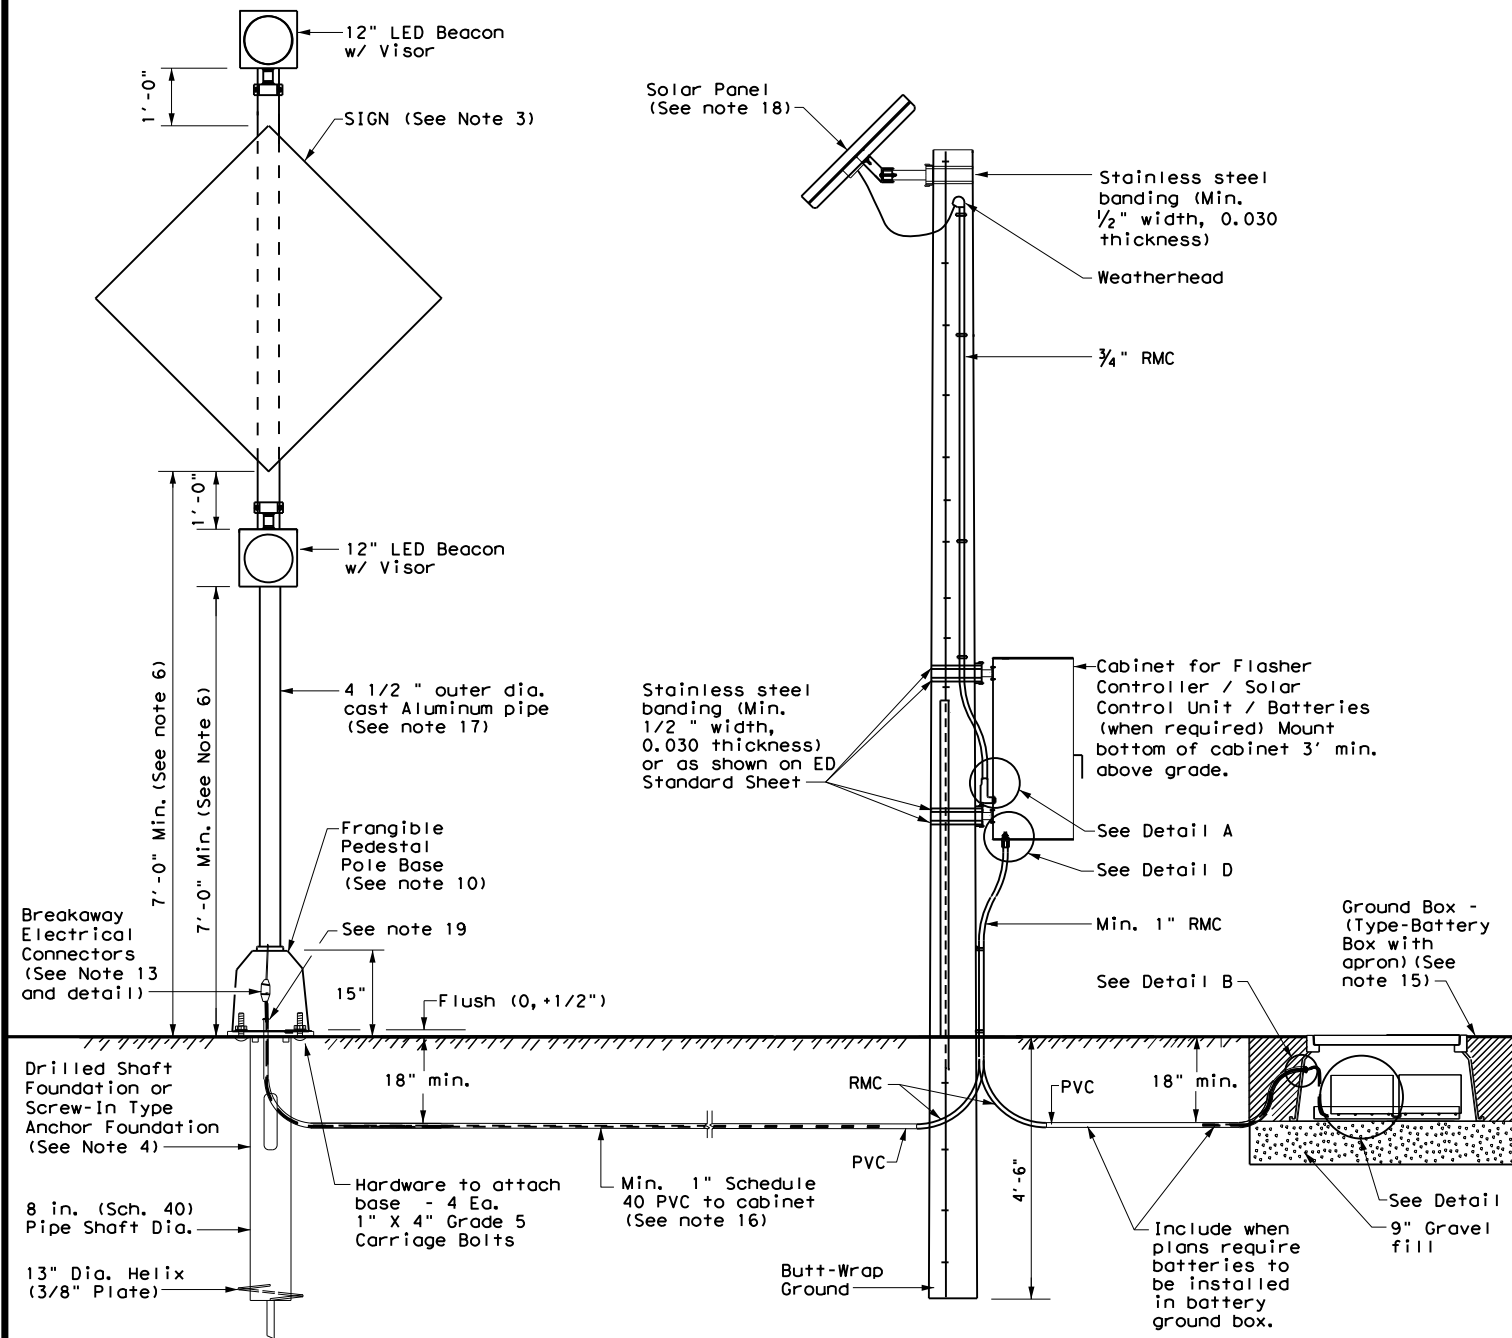 12" LED Beacon
w/ Visor
1'-0"
SIGN (See Note 3)
Solar Panel
(See note 18)
Stainless steel
banding (Min.
1/2" width, 0.030
thickness)
Weatherhead
3/4" RMC
1'-0"
12" LED Beacon
w/ Visor
7'-0" Min. (See note 6)
7'-0" Min. (See Note 6)
4 1/2 " outer dia.
cast Aluminum pipe
(See note 17)
Stainless steel
banding (Min.
1/2 " width,
0.030 thickness)
or as shown on ED
Standard Sheet
Cabinet for Flasher
Controller / Solar
Control Unit / Batteries
(when required) Mount
bottom of cabinet 3' min.
above grade.
Frangible
Pedestal
Pole Base
(See note 10)
See Detail A
See Detail D
Breakaway
Electrical
Connectors
(See Note 13
and detail)
See note 19
15"
Flush (0, +1/2")
Min. 1" RMC
See Detail B
Ground Box -
(Type-Battery
Box with
apron) (See
note 15)
Drilled Shaft
Foundation or
Screw-In Type
Anchor Foundation
(See Note 4)
18" min.
RMC
PVC
18" min.
PVC
4'-6"
8 in. (Sch. 40)
Pipe Shaft Dia.
Hardware to attach
base - 4 Ea.
1" X 4" Grade 5
Carriage Bolts
Min. 1" Schedule
40 PVC to cabinet
(See note 16)
See Detail
9" Gravel
fill
Include when
plans require
batteries to
be installed
in battery
ground box.
13" Dia. Helix
(3/8" Plate)
Butt-Wrap
Ground